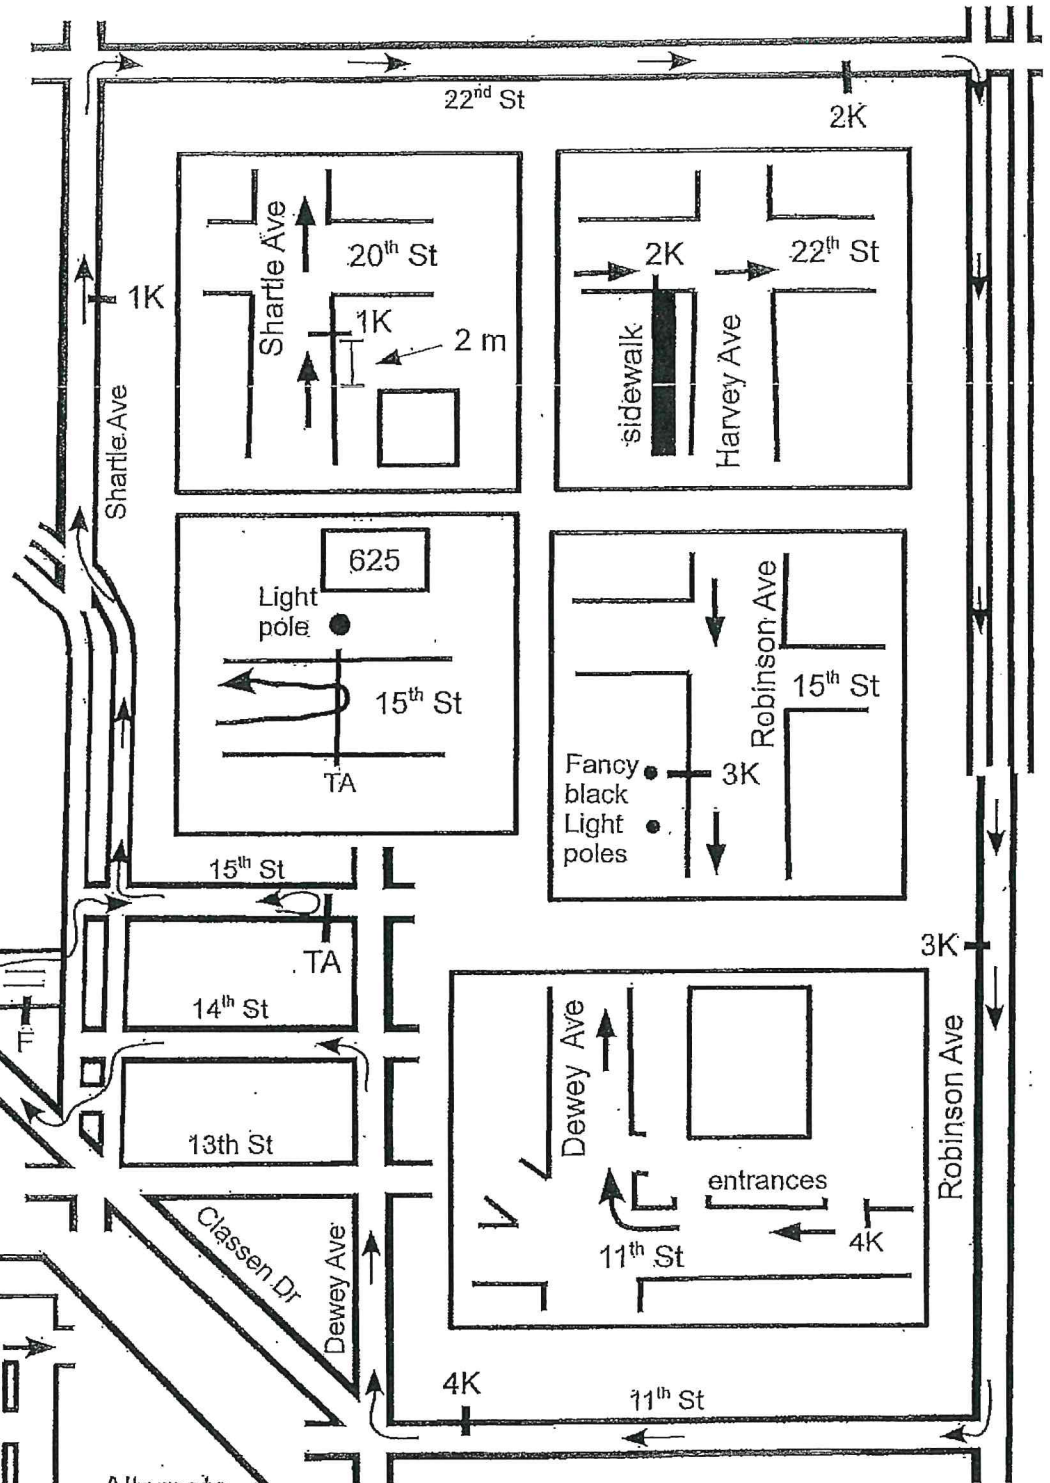 22nd St
2K
Shartle Ave
20th St
1K
2 m
2K
22th St
sidewalk
Harvey Ave
1K
Shartle Ave
625
Light
pole
15th St
TA
Robinson Ave
15th St
Fancy
black
Light
poles
3K
15th St
TA
3K
14th St
F
Dewey Ave
entrances
4K
11th St
Robinson Ave
13th St
Classen Dr
Dewey Ave
4K
11th St